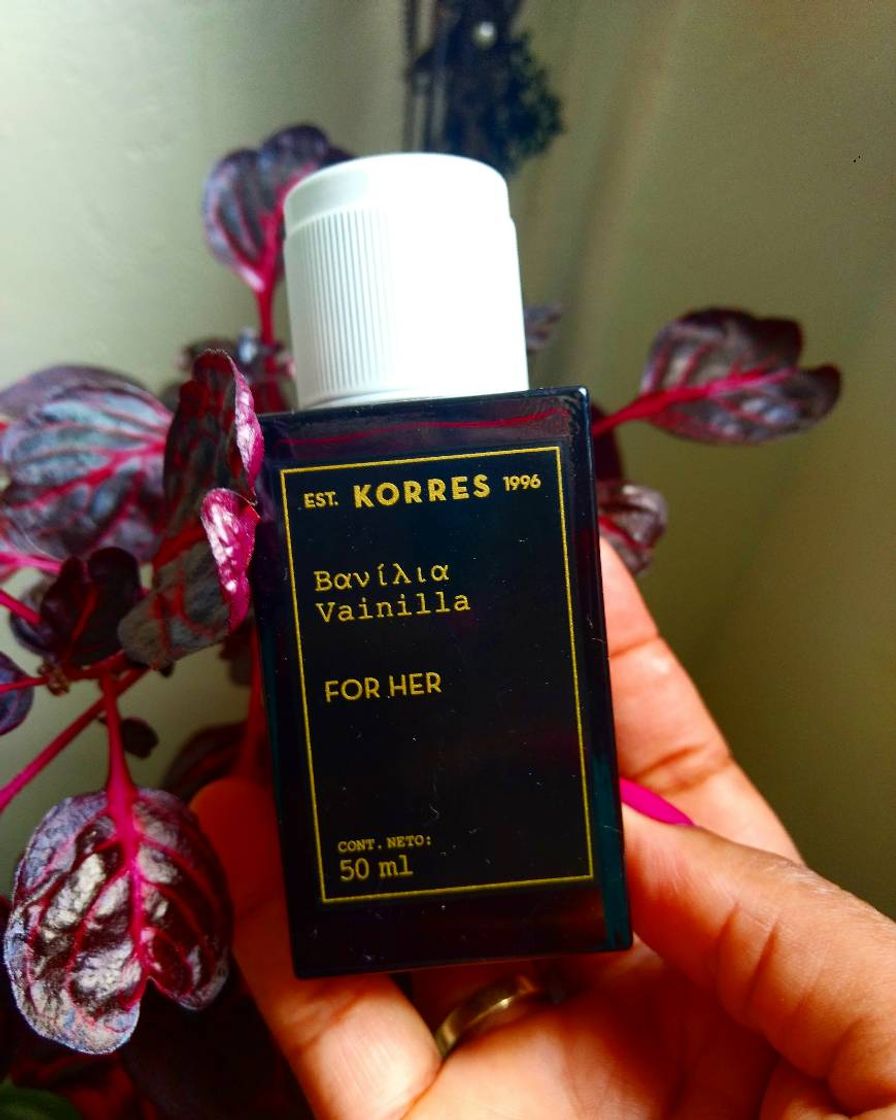 EST. KORRES 1996
Βανίλια
Vainilla
FOR HER
CONT. NETO:
50 ml